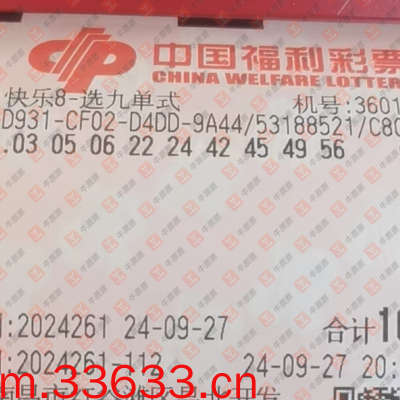 中国福利彩票
CHINA WELFARE LOTTER
快乐8-选九单式 机号:3601
D931-CF02-D4DD-9A44/53188521/C80
.03 05 06 22 24 42 45 49 56
:2024261 24-09-27 合计10
:2024261-112 24-09-27 20:
m.33633.cn